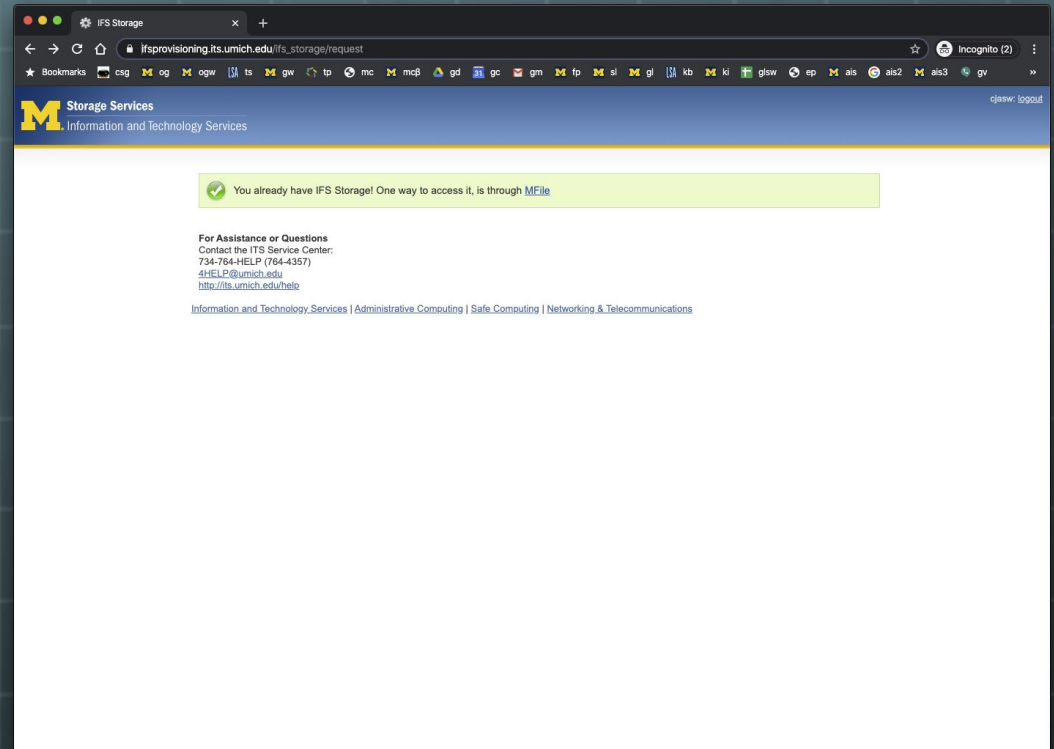 IFS Storage
ifsprovisioning.its.umich.edu/ifs_storage/request
Incognito (2)
Bookmarks csg og ogw LSA ts gw tp mc mcβ gd 31 gc gm fp sl gl LSA kb ki glsw ep ais ais2 ais3 gv »
M Storage Services
Information and Technology Services
cjasw: logout
You already have IFS Storage! One way to access it, is through MFile
For Assistance or Questions
Contact the ITS Service Center:
734-764-HELP (764-4357)
4HELP@umich.edu
http://its.umich.edu/help
Information and Technology Services | Administrative Computing | Safe Computing | Networking & Telecommunications